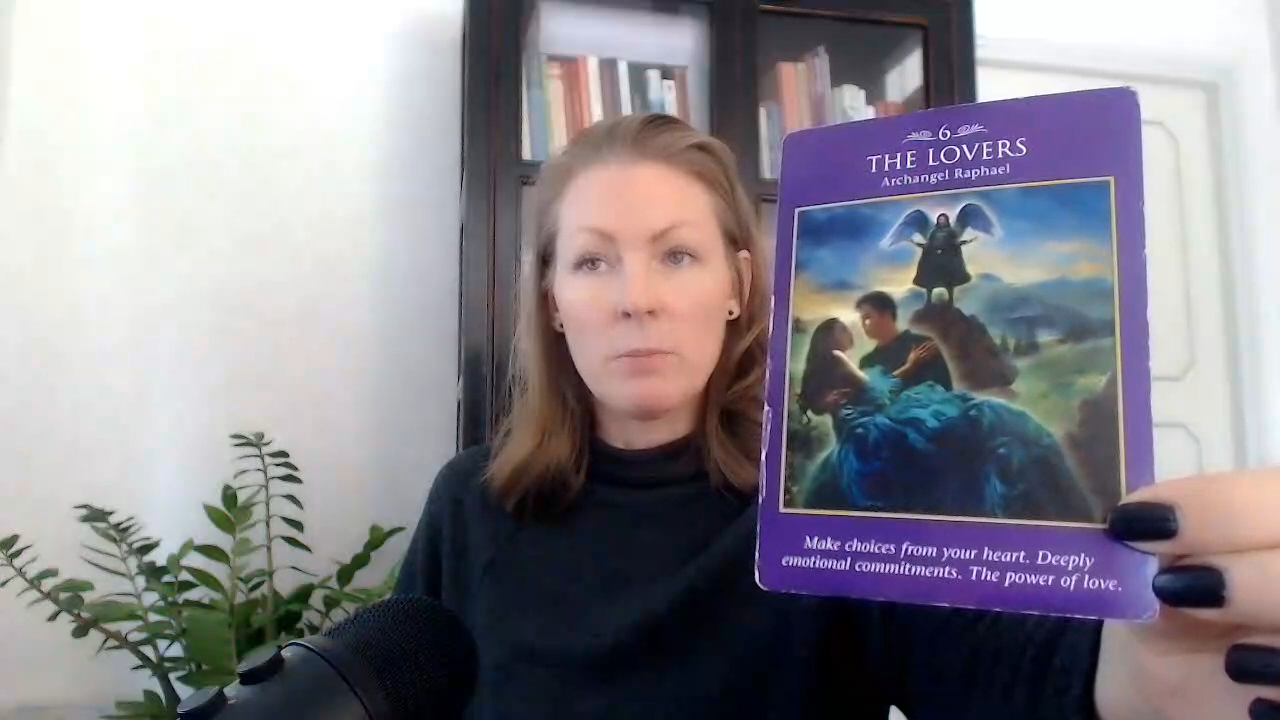 6
THE LOVERS
Archangel Raphael
Make choices from your heart. Deeply
emotional commitments. The power of love.